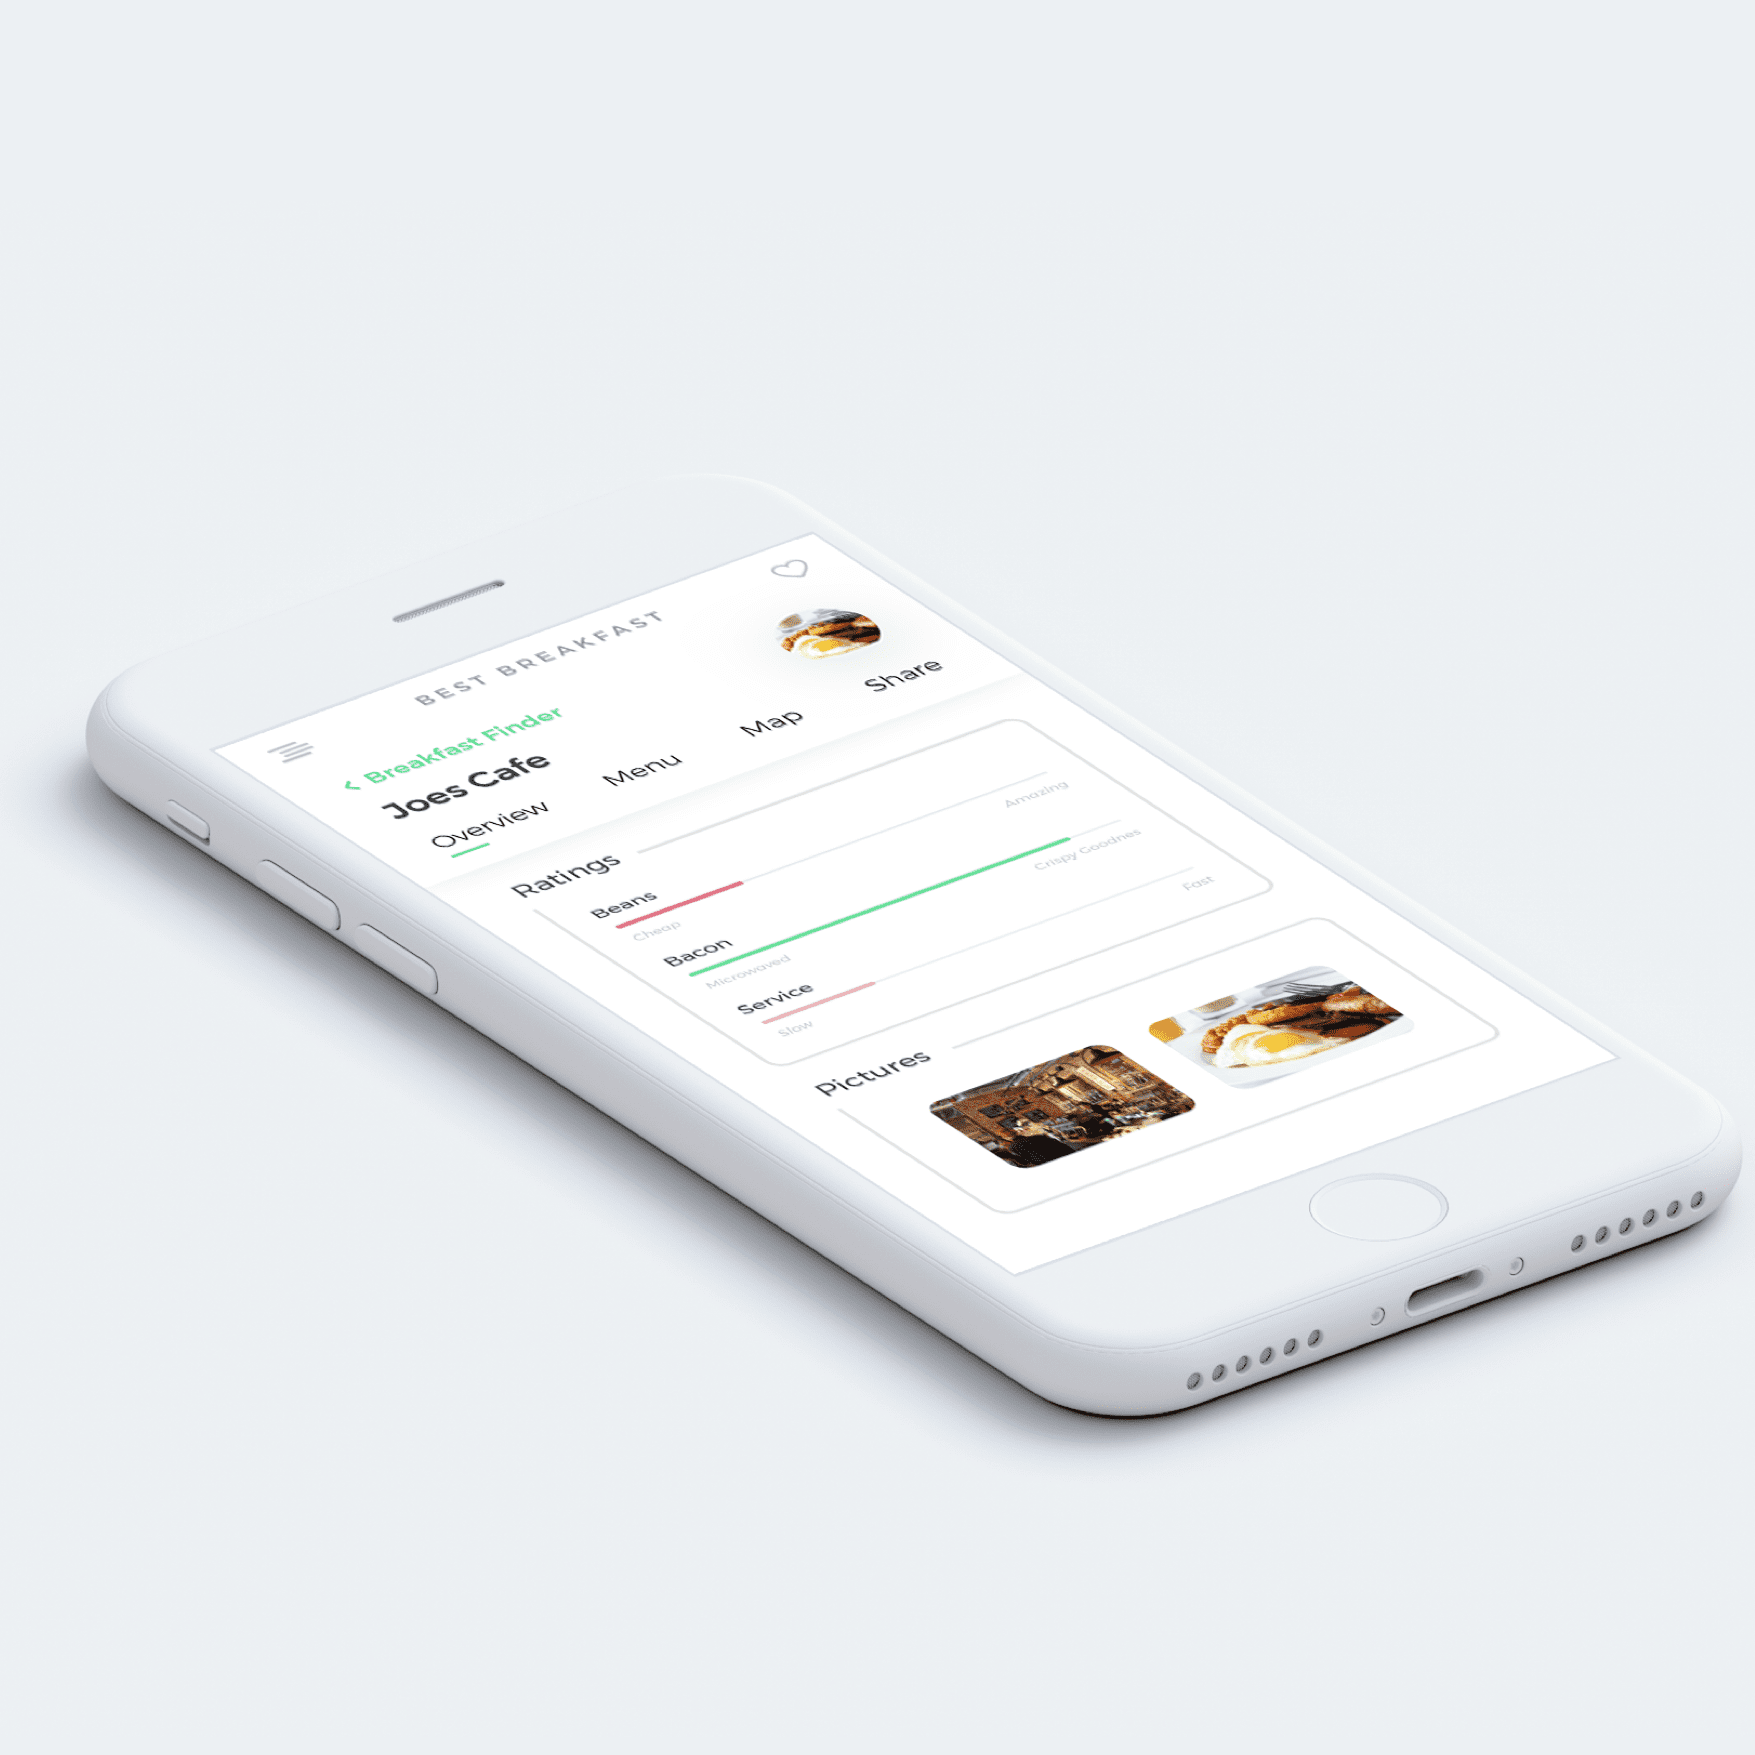 BEST BREAKFAST
‹ Breakfast Finder
Joes Cafe
Overview Menu Map Share
Ratings
Beans
Cheap Amazing
Bacon
Microwaved Crispy Goodnes
Service
Slow Fast
Pictures